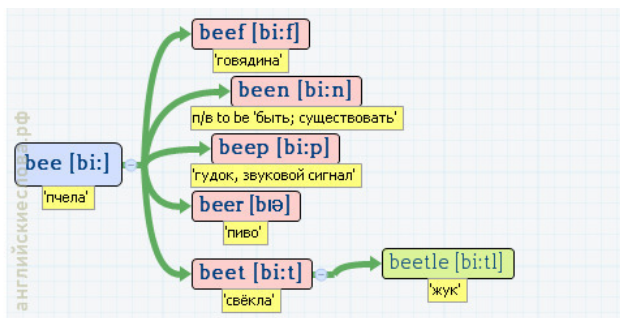 beef [bi:f]
'говядина'
been [bi:n]
п/в to be 'быть; существовать'
bee [bi:]
'пчела'
beep [bi:p]
'гудок, звуковой сигнал'
beer [bɪə]
'пиво'
beet [bi:t]
'свёкла'
beetle [bi:tl]
'жук'
английскиеслова.рф